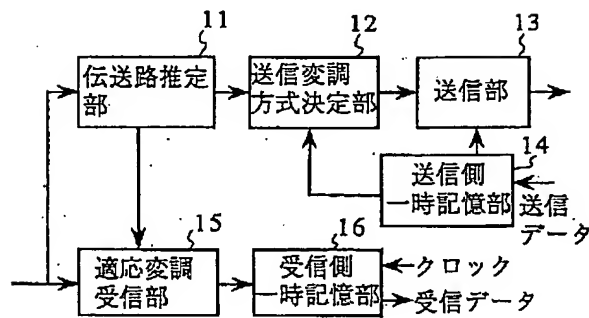 11
伝送路推定
部
12
送信変調
方式決定部
13
送信部
14
送信側
一時記憶部
送信
データ
15
適応変調
受信部
16
受信側
一時記憶部
クロック
受信データ